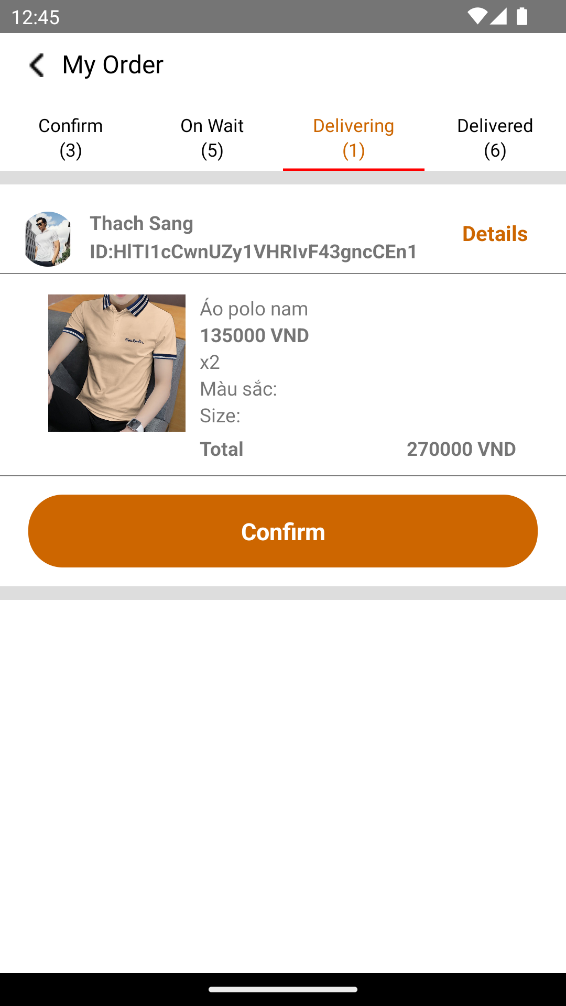 12:45
My Order
Confirm
(3)
On Wait
(5)
Delivering
(1)
Delivered
(6)
Thach Sang
ID:HlTI1cCwnUZy1VHRIvF43gncCEn1
Details
Áo polo nam
135000 VND
x2
Màu sắc:
Size:
Total 270000 VND
Confirm